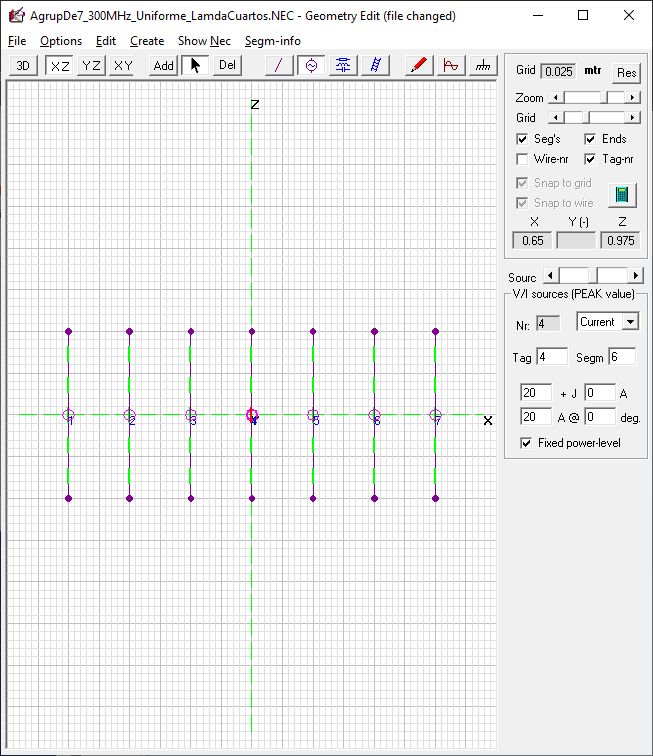 AgrupDe7_300MHz_Uniforme_LamdaCuartos.NEC - Geometry Edit (file changed)
File Options Edit Create Show Nec Segm-info
3D XZ YZ XY Add Del
Grid 0.025 mtr Res
Zoom
Grid
Seg's Ends
Wire-nr Tag-nr
Snap to grid
Snap to wire
X Y (-) Z
0.65 0.975
Sourc
V/I sources (PEAK value)
Nr: 4 Current
Tag 4 Segm 6
20 + J 0 A
20 A @ 0 deg.
Fixed power-level
Z
1 2 3 4 5 6 7 X
X